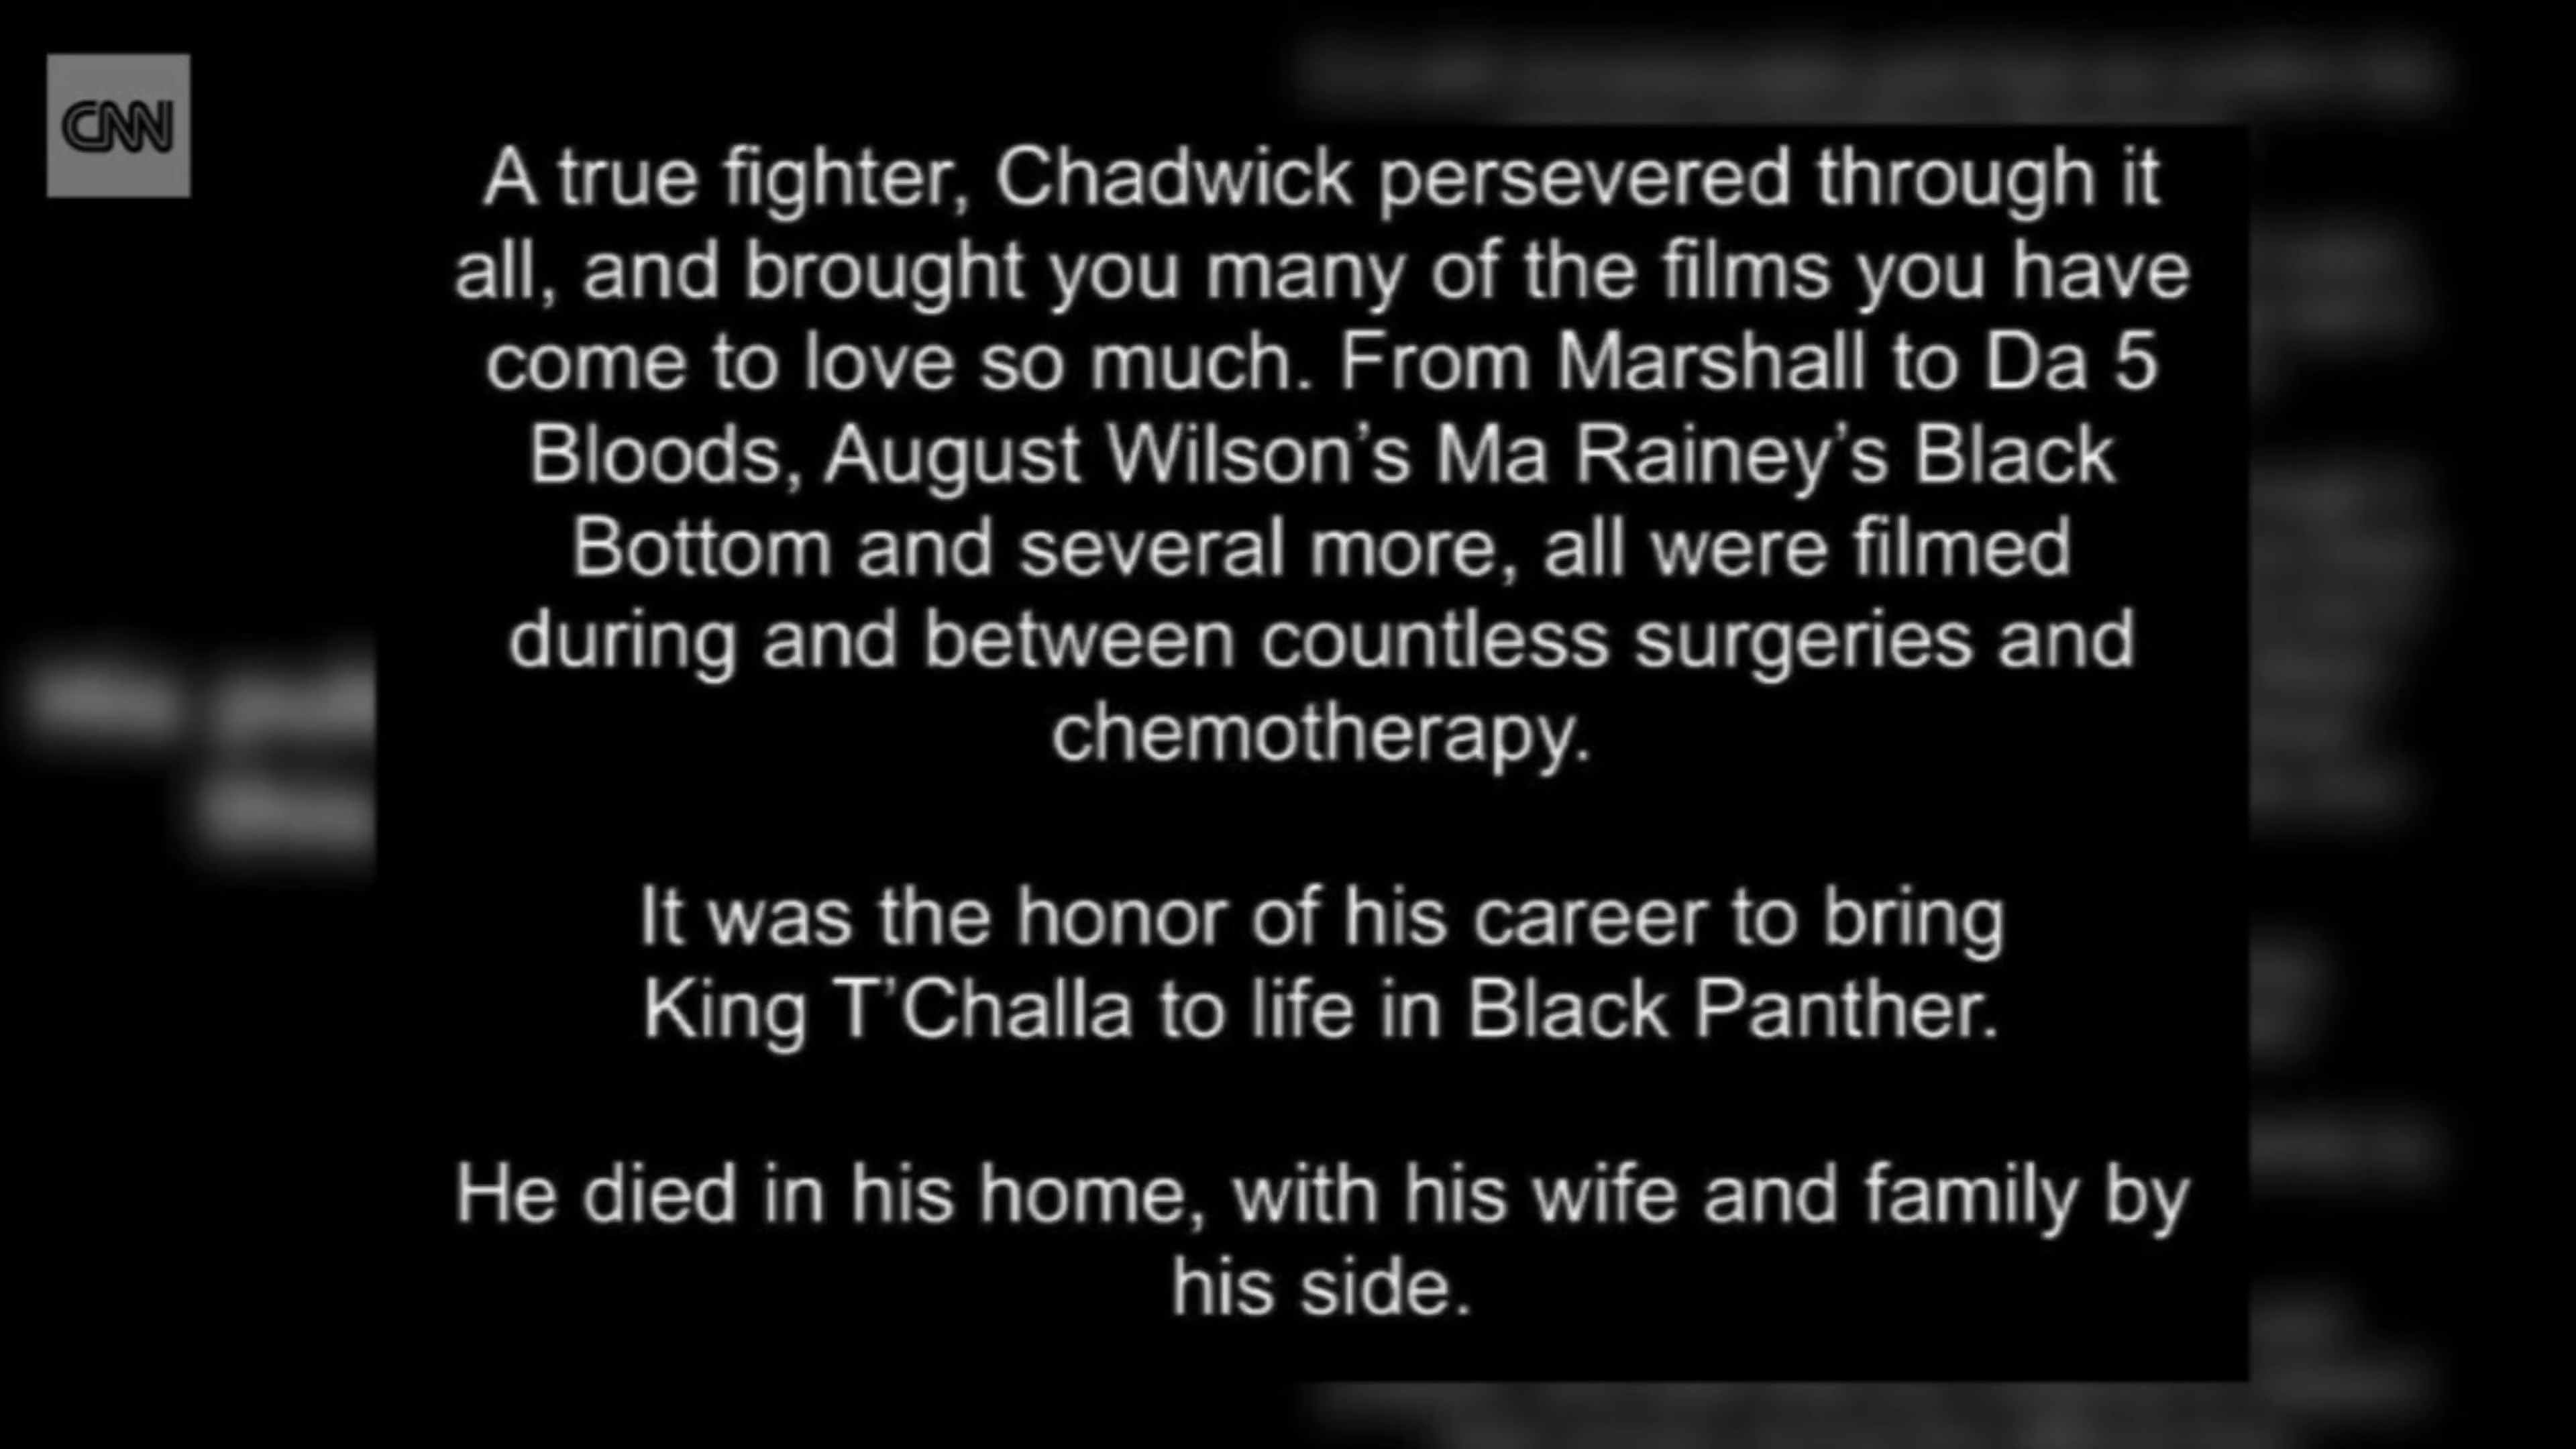 CNN
A true fighter, Chadwick persevered through it
all, and brought you many of the films you have
come to love so much. From Marshall to Da 5
Bloods, August Wilson’s Ma Rainey’s Black
Bottom and several more, all were filmed
during and between countless surgeries and
chemotherapy.
It was the honor of his career to bring
King T’Challa to life in Black Panther.
He died in his home, with his wife and family by
his side.